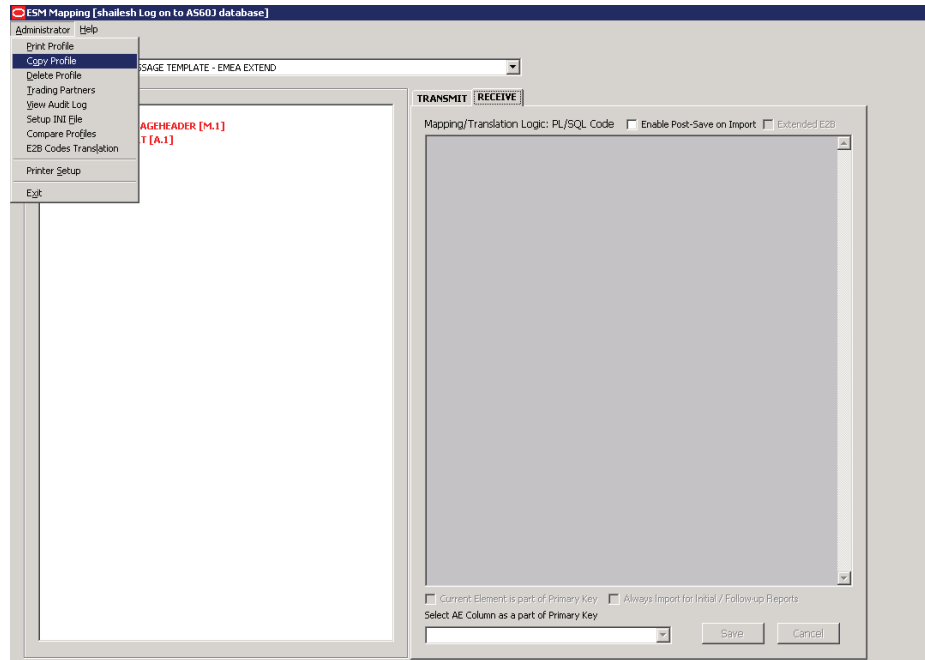 ESM Mapping [shailesh Log on to AS60J database]
Administrator Help
Print Profile
Copy Profile
Delete Profile
Trading Partners
View Audit Log
Setup INI File
Compare Profiles
E2B Codes Translation
Printer Setup
Exit
SSAGE TEMPLATE - EMEA EXTEND
AGEHEADER [M.1]
T [A.1]
TRANSMIT RECEIVE
Mapping/Translation Logic: PL/SQL Code Enable Post-Save on Import Extended E2B
Current Element is part of Primary Key Always Import for Initial / Follow-up Reports
Select AE Column as a part of Primary Key
Save Cancel